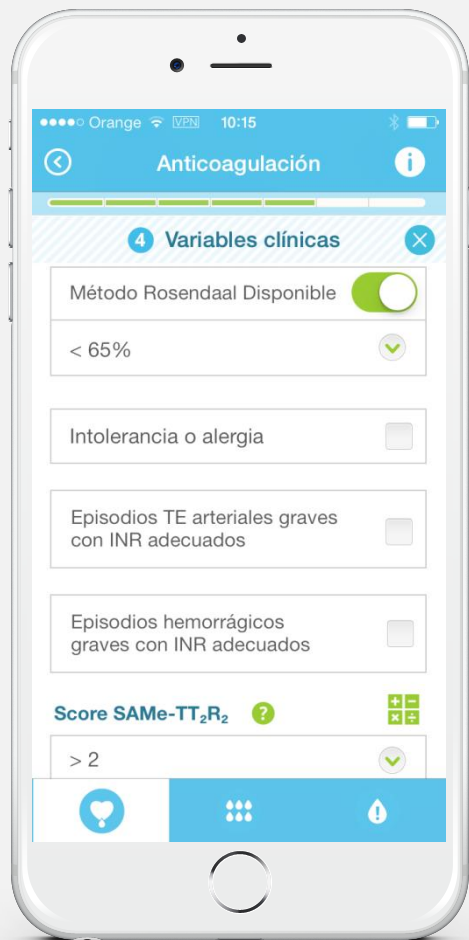 Orange VPN 10:15
Anticoagulación i
4 Variables clínicas
Método Rosendaal Disponible
< 65%
Intolerancia o alergia
Episodios TE arteriales graves
con INR adecuados
Episodios hemorrágicos
graves con INR adecuados
Score SAMe-TT₂R₂ ?
> 2